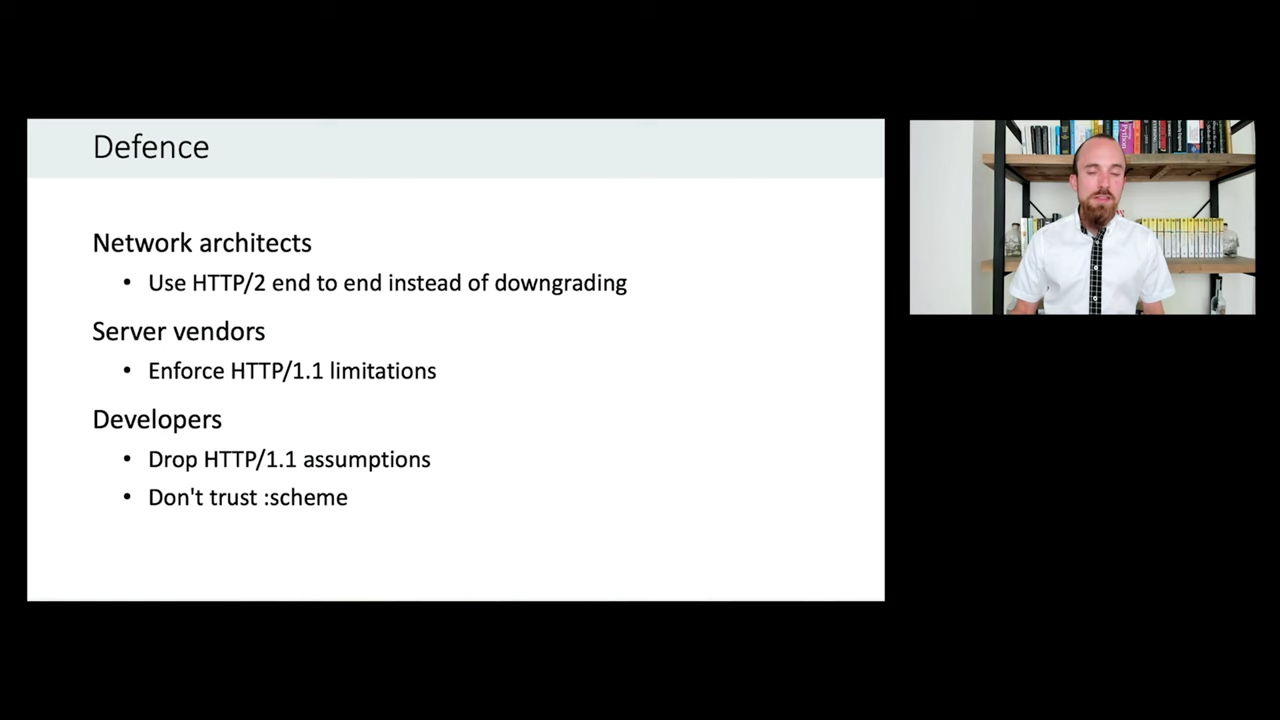 Defence
Network architects
• Use HTTP/2 end to end instead of downgrading
Server vendors
• Enforce HTTP/1.1 limitations
Developers
• Drop HTTP/1.1 assumptions
• Don't trust :scheme
Python